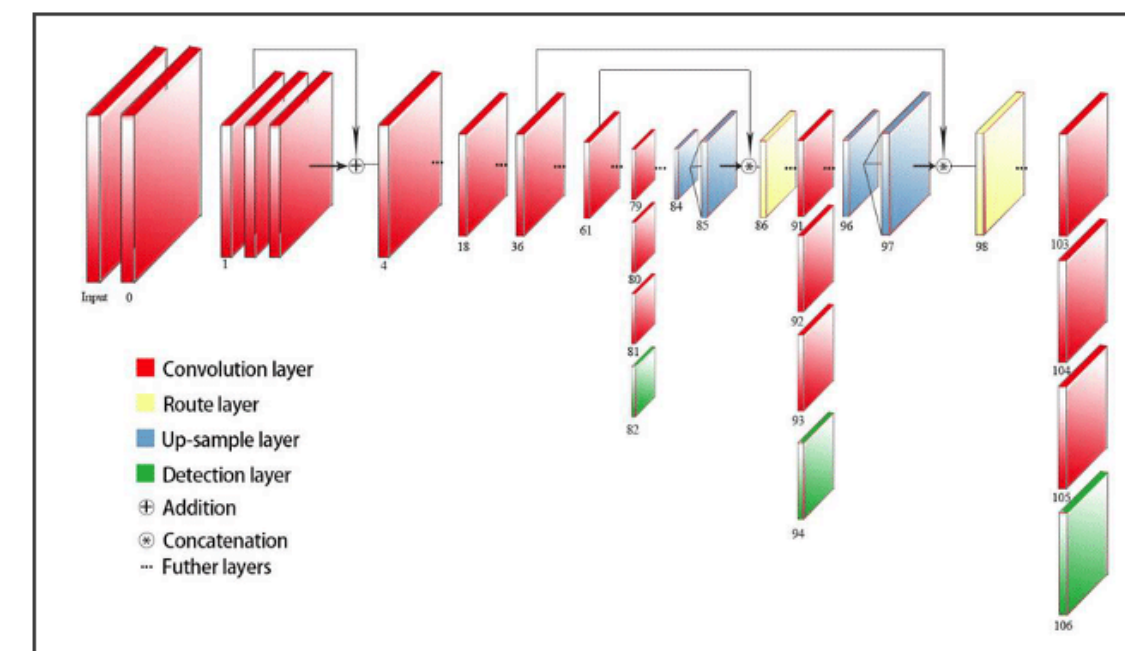 79
84
61
85
86
91
96
18
36
97
98
103
1
4
80
Input 0
92
81
104
82
93
105
94
106
Convolution layer
Route layer
Up-sample layer
Detection layer
Addition
Concatenation
Futher layers